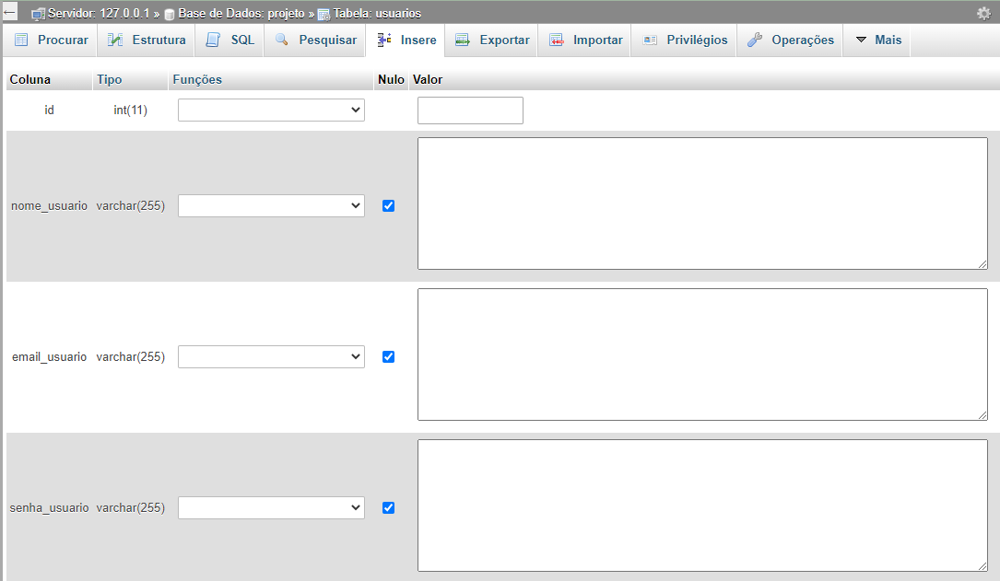 Servidor: 127.0.0.1 » Base de Dados: projeto » Tabela: usuarios
Procurar Estrutura SQL Pesquisar Insere Exportar Importar Privilégios Operações Mais
Coluna Tipo Funções Nulo Valor
id int(11)
nome_usuario varchar(255)
email_usuario varchar(255)
senha_usuario varchar(255)